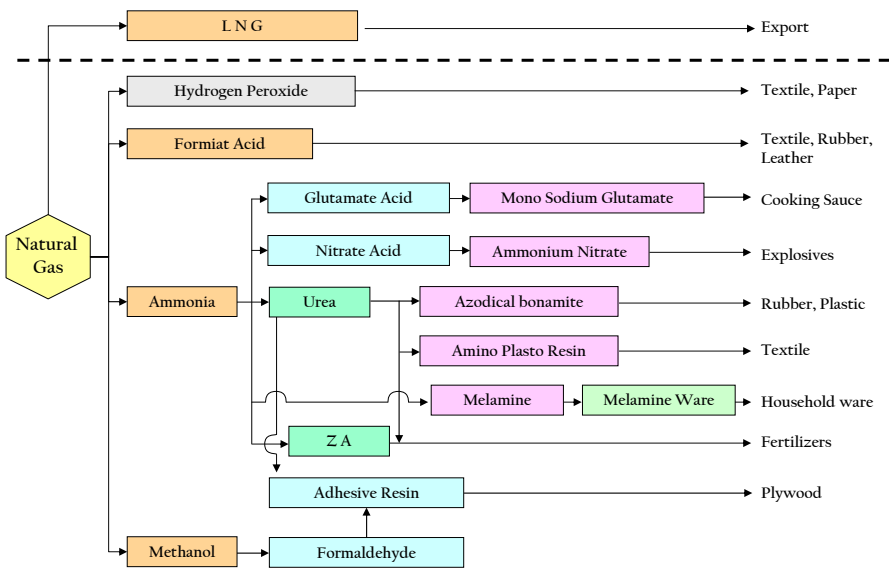 L N G
Export
Hydrogen Peroxide
Textile, Paper
Formiat Acid
Textile, Rubber,
Leather
Glutamate Acid
Mono Sodium Glutamate
Cooking Sauce
Natural
Gas
Nitrate Acid
Ammonium Nitrate
Explosives
Ammonia
Urea
Azodical bonamite
Rubber, Plastic
Amino Plasto Resin
Textile
Melamine
Melamine Ware
Household ware
Z A
Fertilizers
Adhesive Resin
Plywood
Methanol
Formaldehyde